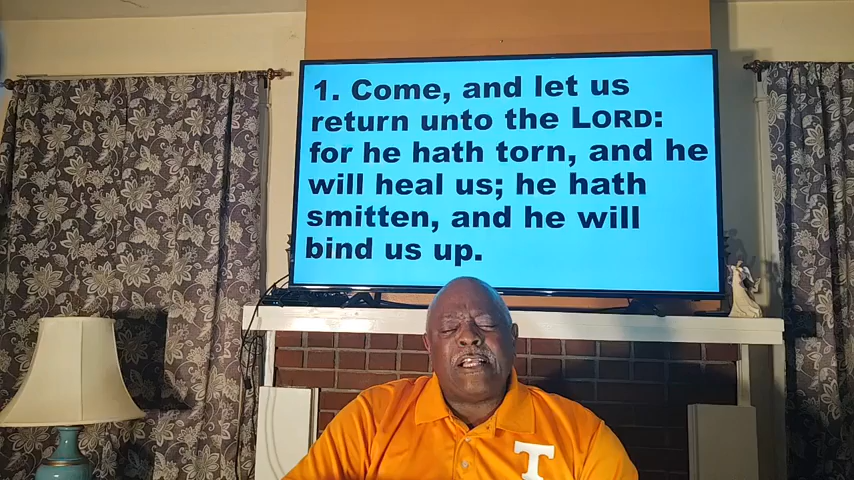 1. Come, and let us
return unto the LORD:
for he hath torn, and he
will heal us; he hath
smitten, and he will
bind us up.
T